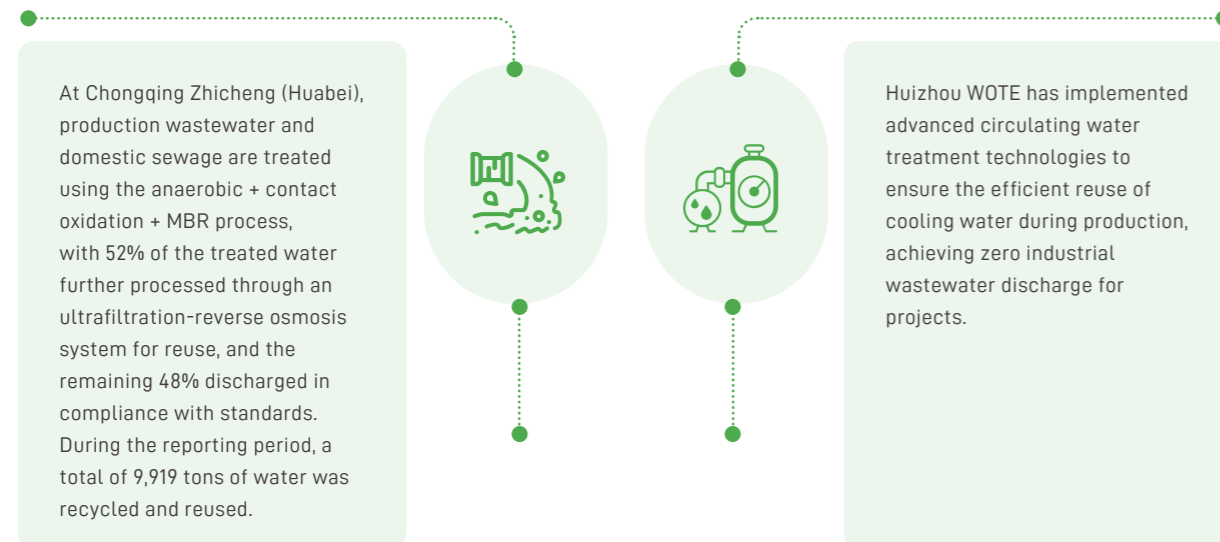 At Chongqing Zhicheng (Huabei),
production wastewater and
domestic sewage are treated
using the anaerobic + contact
oxidation + MBR process,
with 52% of the treated water
further processed through an
ultrafiltration-reverse osmosis
system for reuse, and the
remaining 48% discharged in
compliance with standards.
During the reporting period, a
total of 9,919 tons of water was
recycled and reused.
Huizhou WOTE has implemented
advanced circulating water
treatment technologies to
ensure the efficient reuse of
cooling water during production,
achieving zero industrial
wastewater discharge for
projects.